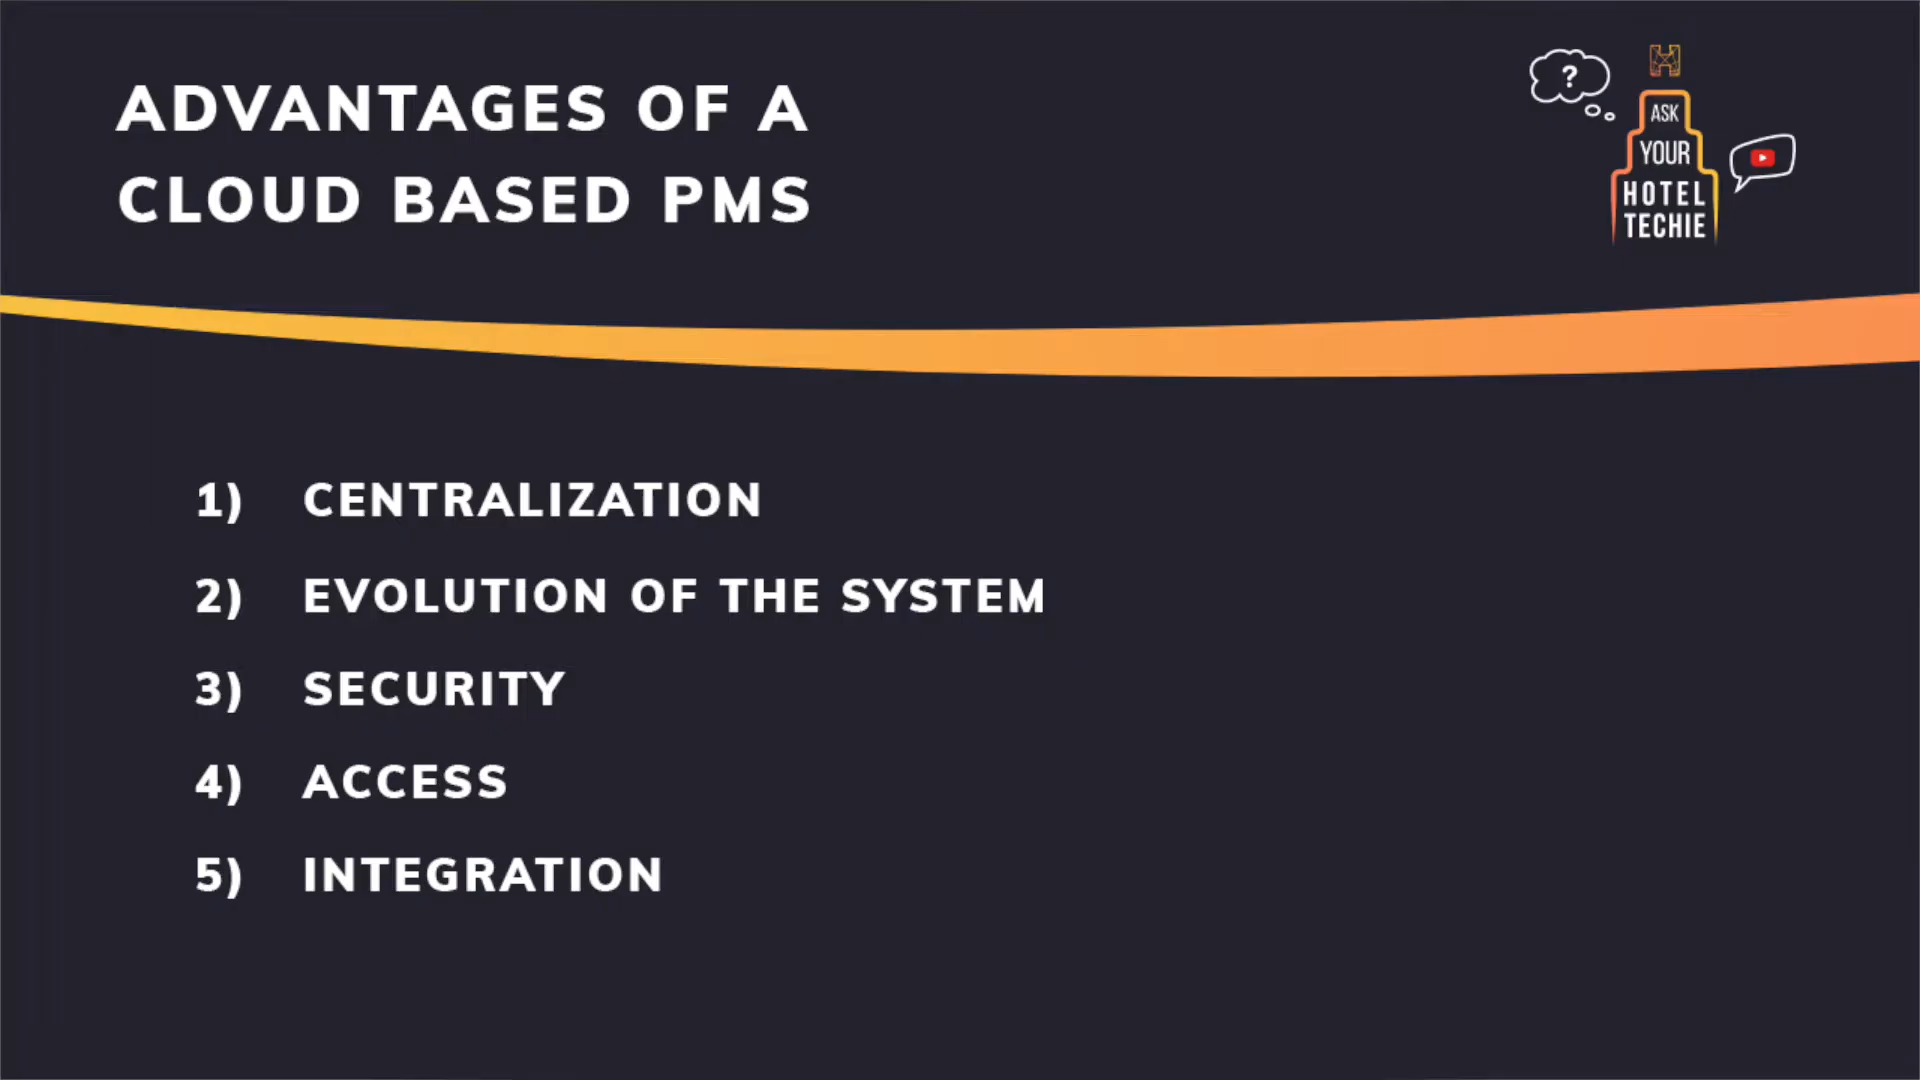 ADVANTAGES OF A
CLOUD BASED PMS
?
ASK
YOUR
HOTEL
TECHIE
1) CENTRALIZATION
2) EVOLUTION OF THE SYSTEM
3) SECURITY
4) ACCESS
5) INTEGRATION